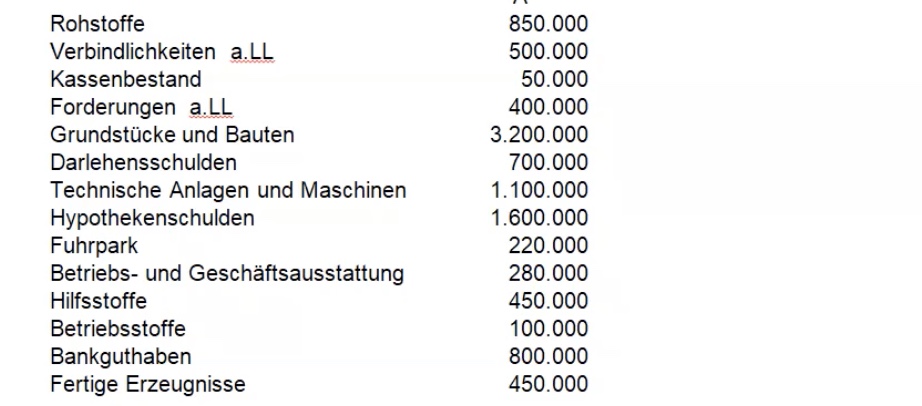 Rohstoffe 850.000
Verbindlichkeiten a.LL 500.000
Kassenbestand 50.000
Forderungen a.LL 400.000
Grundstücke und Bauten 3.200.000
Darlehensschulden 700.000
Technische Anlagen und Maschinen 1.100.000
Hypothekenschulden 1.600.000
Fuhrpark 220.000
Betriebs- und Geschäftsausstattung 280.000
Hilfsstoffe 450.000
Betriebsstoffe 100.000
Bankguthaben 800.000
Fertige Erzeugnisse 450.000